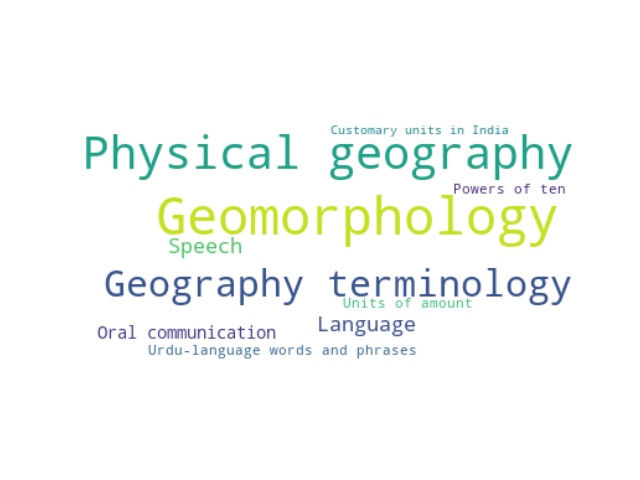 Customary units in India
Physical geography
Powers of ten
Geomorphology
Speech
Geography terminology
Units of amount
Language
Oral communication
Urdu-language words and phrases